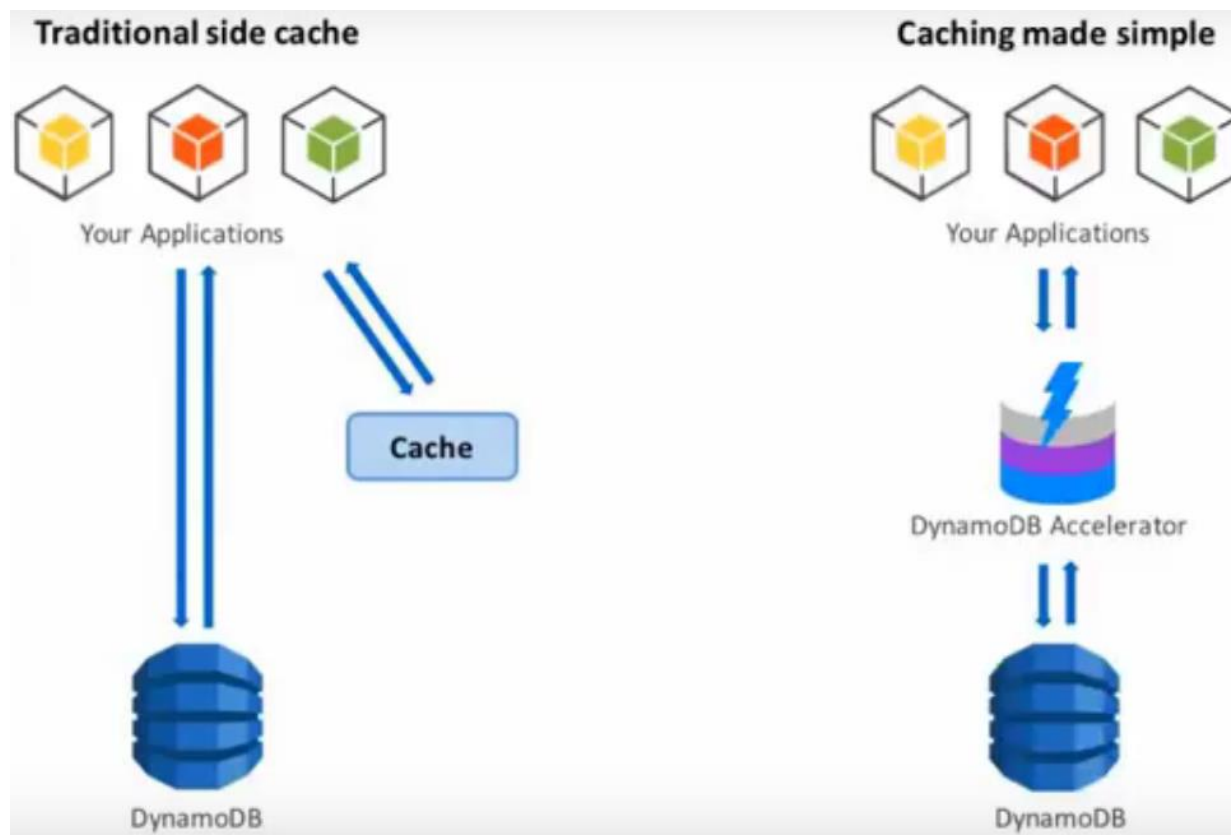 Traditional side cache
Your Applications
Cache
DynamoDB
Caching made simple
Your Applications
DynamoDB Accelerator
DynamoDB